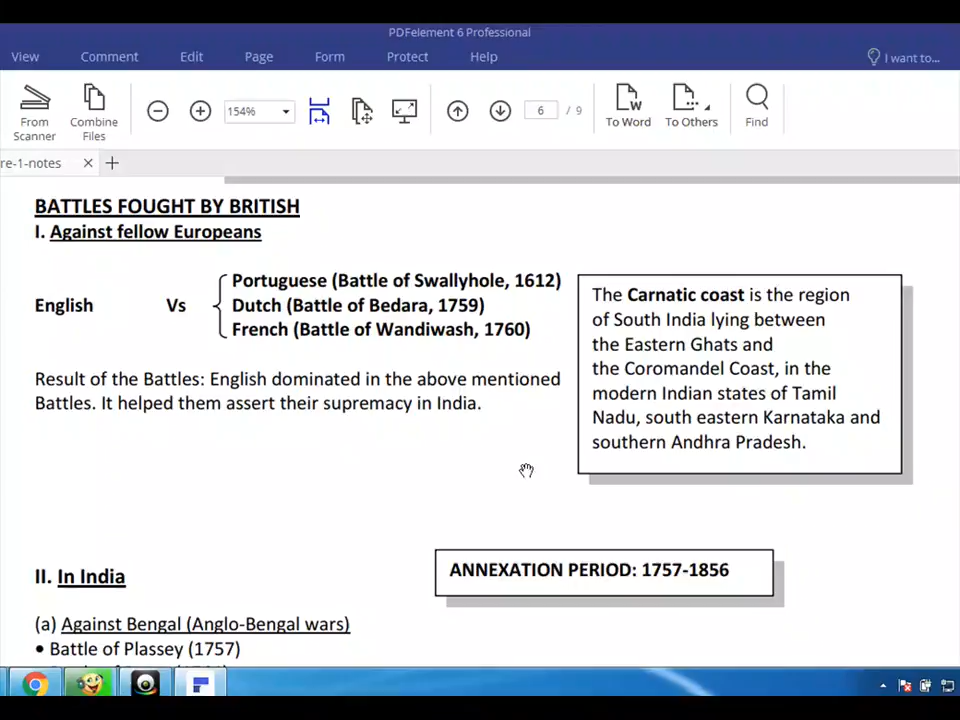 PDFelement 6 Professional
View Comment Edit Page Form Protect Help I want to...
154% 6 / 9
From Scanner
Combine Files
To Word
To Others
Find
re-1-notes
BATTLES FOUGHT BY BRITISH
I. Against fellow Europeans
Portuguese (Battle of Swallyhole, 1612)
English Vs Dutch (Battle of Bedara, 1759)
French (Battle of Wandiwash, 1760)
Result of the Battles: English dominated in the above mentioned
Battles. It helped them assert their supremacy in India.
The Carnatic coast is the region
of South India lying between
the Eastern Ghats and
the Coromandel Coast, in the
modern Indian states of Tamil
Nadu, south eastern Karnataka and
southern Andhra Pradesh.
ANNEXATION PERIOD: 1757-1856
II. In India
(a) Against Bengal (Anglo-Bengal wars)
• Battle of Plassey (1757)